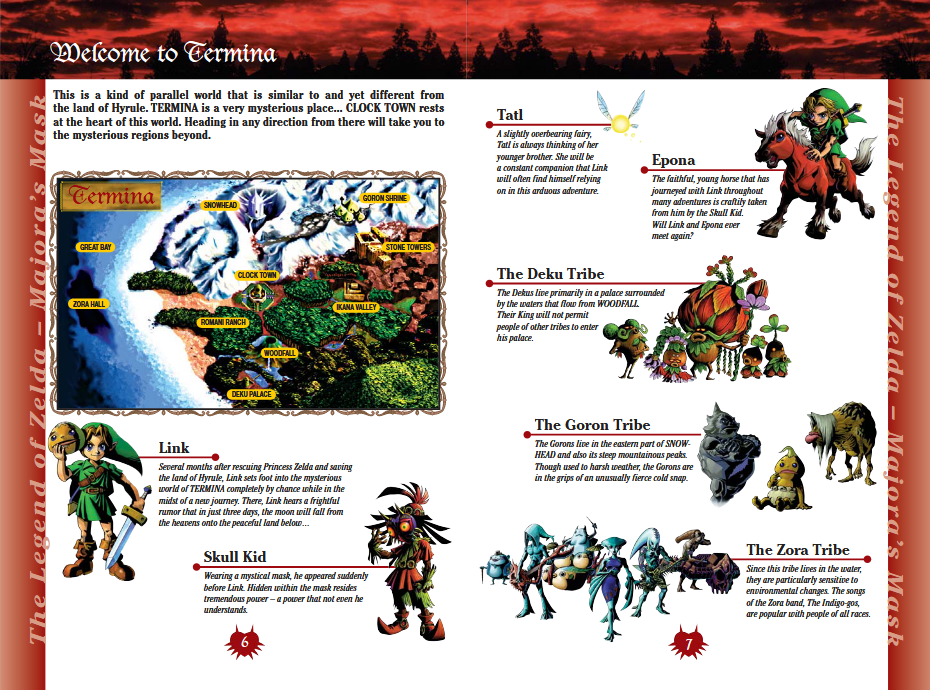 Welcome to Termina
The Legend of Zelda – Majora's Mask
This is a kind of parallel world that is similar to and yet different from
the land of Hyrule. TERMINA is a very mysterious place... CLOCK TOWN rests
at the heart of this world. Heading in any direction from there will take you to
the mysterious regions beyond.
Termina
SNOWHEAD
GORON SHRINE
GREAT BAY
STONE TOWERS
CLOCK TOWN
ZORA HALL
IKANA VALLEY
ROMANI RANCH
WOODFALL
DEKU PALACE
Link
Several months after rescuing Princess Zelda and saving
the land of Hyrule, Link sets foot into the mysterious
world of TERMINA completely by chance while in the
midst of a new journey. There, Link hears a frightful
rumor that in just three days, the moon will fall from
the heavens onto the peaceful land below...
Skull Kid
Wearing a mystical mask, he appeared suddenly
before Link. Hidden within the mask resides
tremendous power – a power that not even he
understands.
6
Tatl
A slightly overbearing fairy,
Tatl is always thinking of her
younger brother. She will be
a constant companion that Link
will often find himself relying
on in this arduous adventure.
Epona
The faithful, young horse that has
journeyed with Link throughout
many adventures is craftily taken
from him by the Skull Kid.
Will Link and Epona ever
meet again?
The Deku Tribe
The Dekus live primarily in a palace surrounded
by the waters that flow from WOODFALL.
Their King will not permit
people of other tribes to enter
his palace.
The Goron Tribe
The Gorons live in the eastern part of SNOW-
HEAD and also its steep mountainous peaks.
Though used to harsh weather, the Gorons are
in the grips of an unusually fierce cold snap.
The Zora Tribe
Since this tribe lives in the water,
they are particularly sensitive to
environmental changes. The songs
of the Zora band, The Indigo-gos,
are popular with people of all races.
7
The Legend of Zelda – Majora's Mask